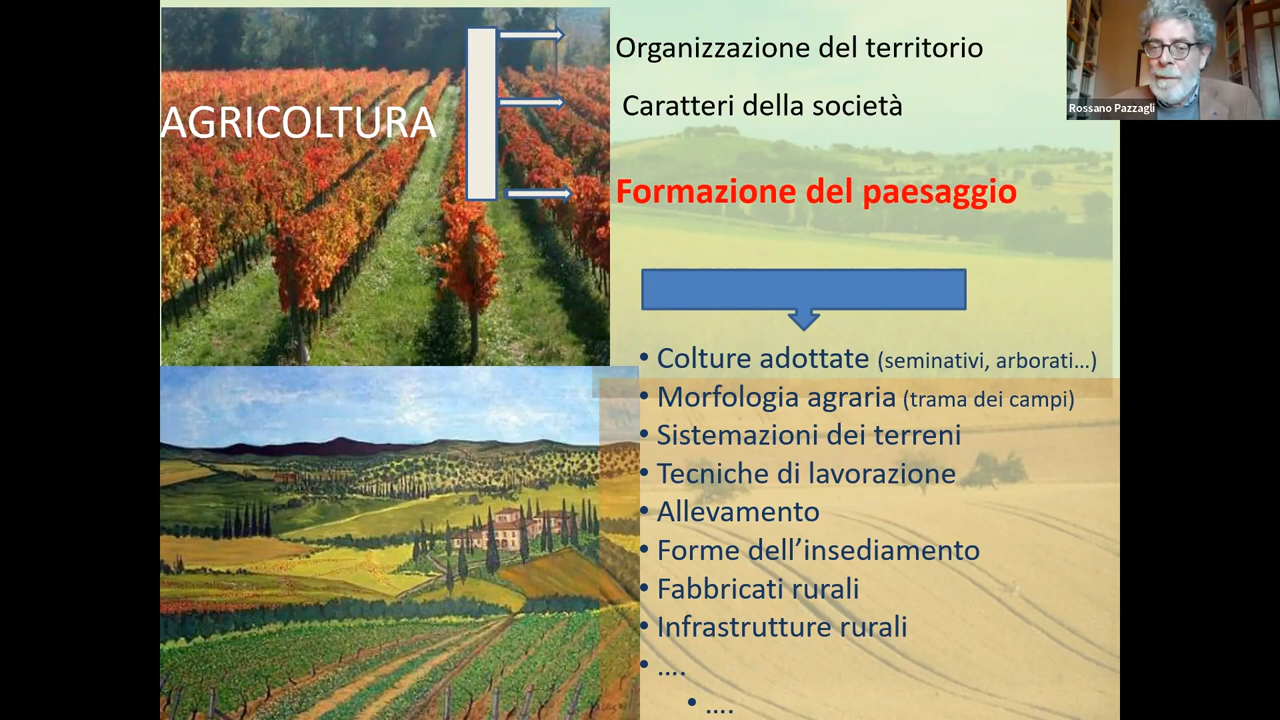 AGRICOLTURA
Organizzazione del territorio
Caratteri della società
Formazione del paesaggio
Rossano Pazzagli
• Colture adottate (seminativi, arborati...)
• Morfologia agraria (trama dei campi)
• Sistemazioni dei terreni
• Tecniche di lavorazione
• Allevamento
• Forme dell'insediamento
• Fabbricati rurali
• Infrastrutture rurali
• ....
• ....